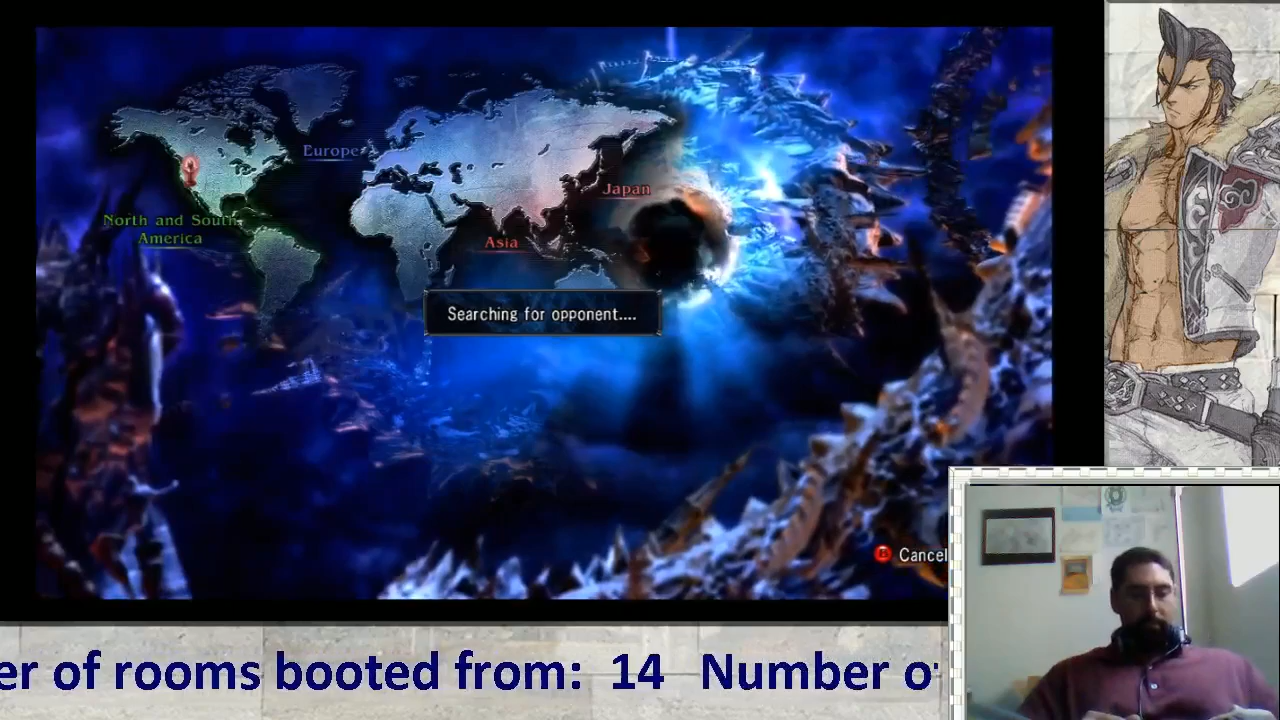 Europe
Japan
North and South
America
Asia
Searching for opponent....
B Cancel
er of rooms booted from: 14 Number o